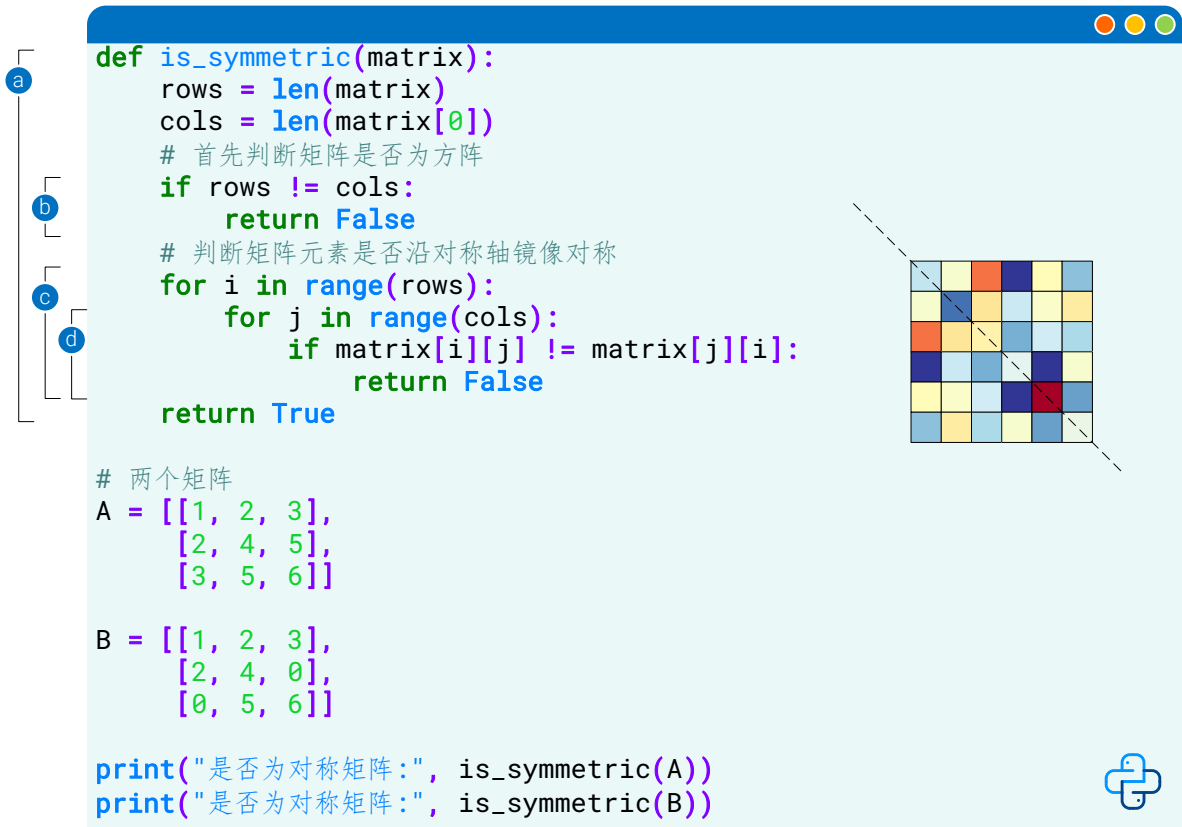 a
b
c
d
def is_symmetric(matrix):
    rows = len(matrix)
    cols = len(matrix[0])
    # 首先判断矩阵是否为方阵
    if rows != cols:
        return False
    # 判断矩阵元素是否沿对称轴镜像对称
    for i in range(rows):
        for j in range(cols):
            if matrix[i][j] != matrix[j][i]:
                return False
    return True

# 两个矩阵
A = [[1, 2, 3],
     [2, 4, 5],
     [3, 5, 6]]

B = [[1, 2, 3],
     [2, 4, 0],
     [0, 5, 6]]

print("是否为对称矩阵:", is_symmetric(A))
print("是否为对称矩阵:", is_symmetric(B))